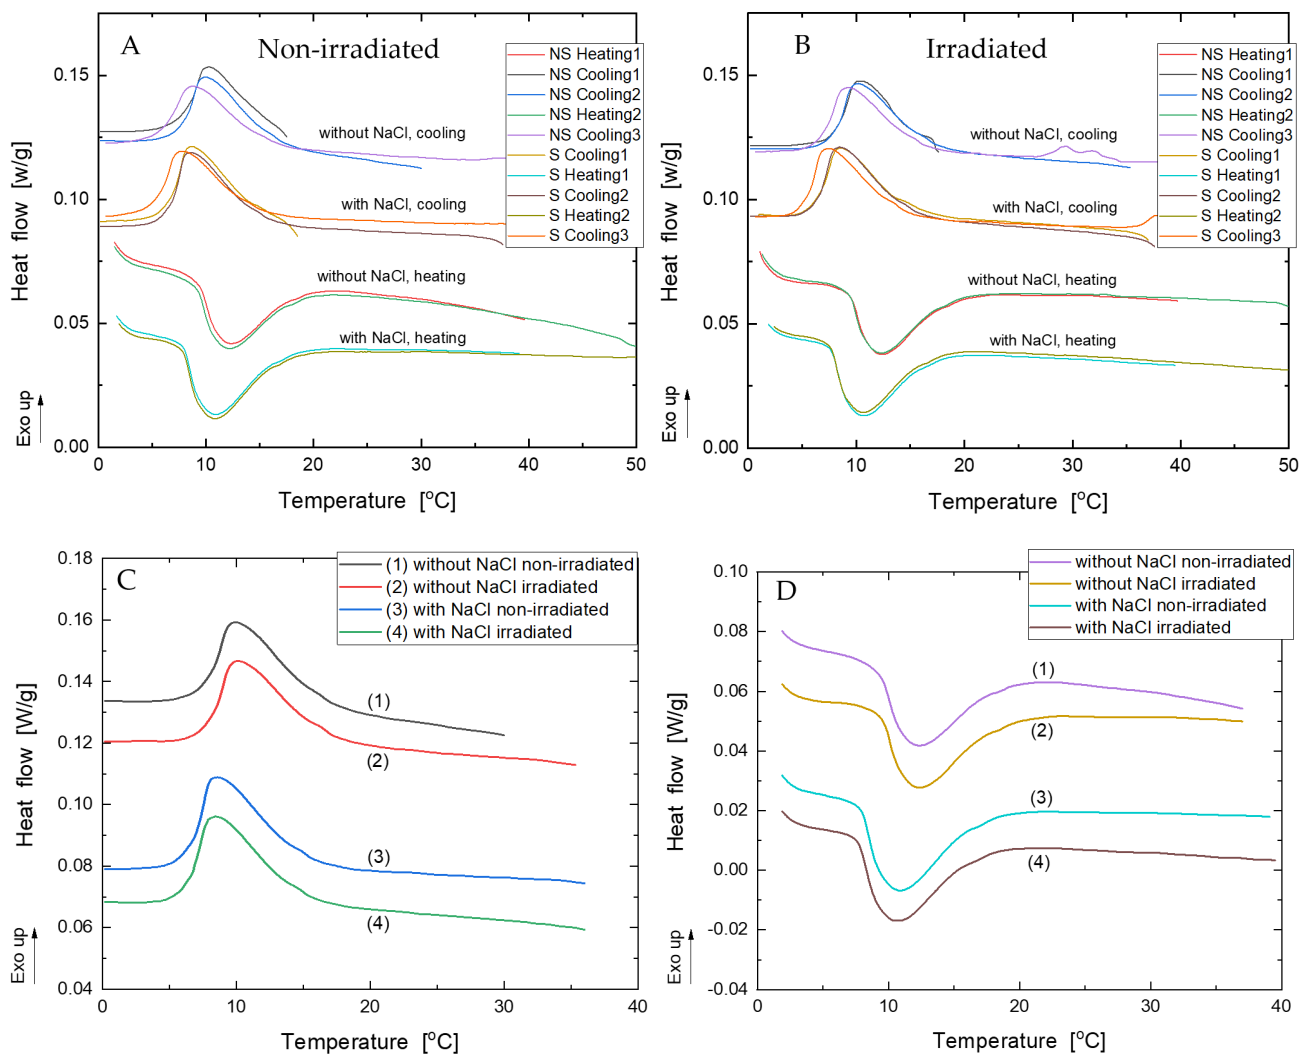 A
Non-irradiated
NS Heating1
NS Cooling1
NS Cooling2
NS Heating2
NS Cooling3
S Cooling1
S Heating1
S Cooling2
S Heating2
S Cooling3
without NaCl, cooling
with NaCl, cooling
without NaCl, heating
with NaCl, heating
0.15
0.10
0.05
0.00
Heat flow [w/g]
Exo up
0
10
20
30
40
50
Temperature [°C]
B
Irradiated
NS Heating1
NS Cooling1
NS Cooling2
NS Heating2
NS Cooling3
S Cooling1
S Heating1
S Cooling2
S Heating2
S Cooling3
without NaCl, cooling
with NaCl, cooling
without NaCl, heating
with NaCl, heating
0.15
0.10
0.05
0.00
Heat flow [w/g]
Exo up
0
10
20
30
40
50
Temperature [°C]
C
(1) without NaCl non-irradiated
(2) without NaCl irradiated
(3) with NaCl non-irradiated
(4) with NaCl irradiated
(1)
(2)
(3)
(4)
0.18
0.16
0.14
0.12
0.10
0.08
0.06
0.04
Heat flow [W/g]
Exo up
0
10
20
30
40
Temperature [°C]
D
without NaCl non-irradiated
without NaCl irradiated
with NaCl non-irradiated
with NaCl irradiated
(1)
(2)
(3)
(4)
0.10
0.08
0.06
0.04
0.02
0.00
-0.02
-0.04
Heat flow [W/g]
Exo up
0
10
20
30
40
Temperature [°C]